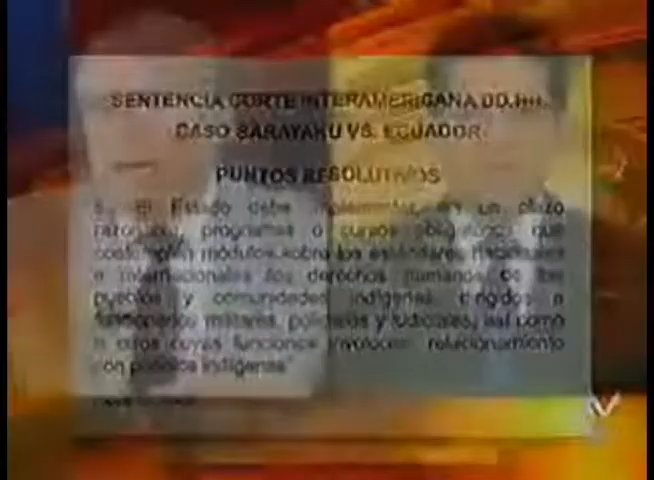 SENTENCIA CORTE INTERAMERICANA DD.HH.
CASO SARAYAKU VS. ECUADOR
PUNTOS RESOLUTIVOS
El Estado debe implementar, en un plazo
razonable, programas o cursos obligatorios que
módulos sobre los estándares nacionales
e internacionales los derechos humanos de los
pueblos y comunidades indígenas, dirigidos a
funcionarios militares, policiales y judiciales, así como
a otros cuyas funciones involucren relacionamiento
con pueblos indígenas"